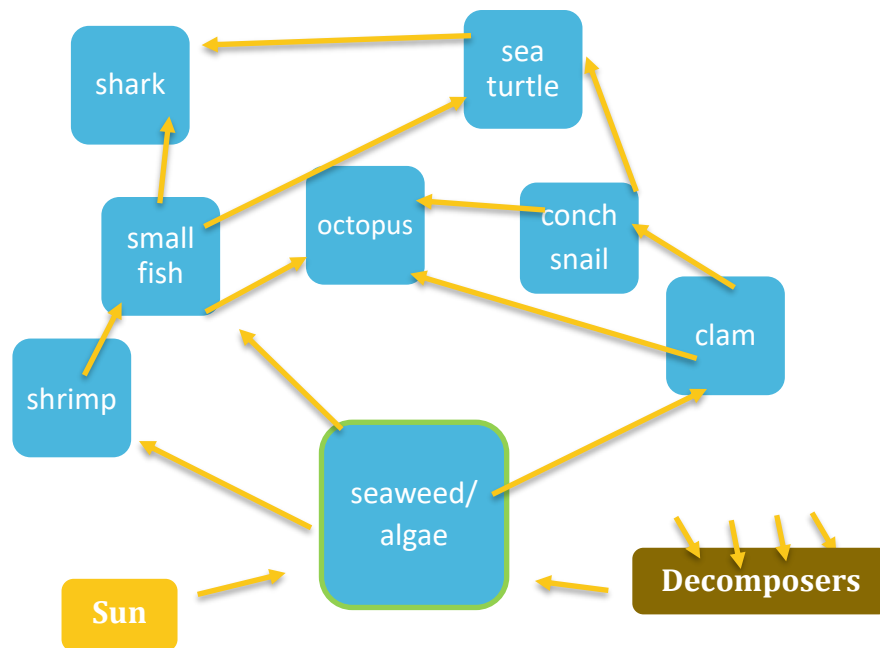 sea
turtle
shark
octopus
conch
snail
small
fish
clam
shrimp
seaweed/
algae
Decomposers
Sun